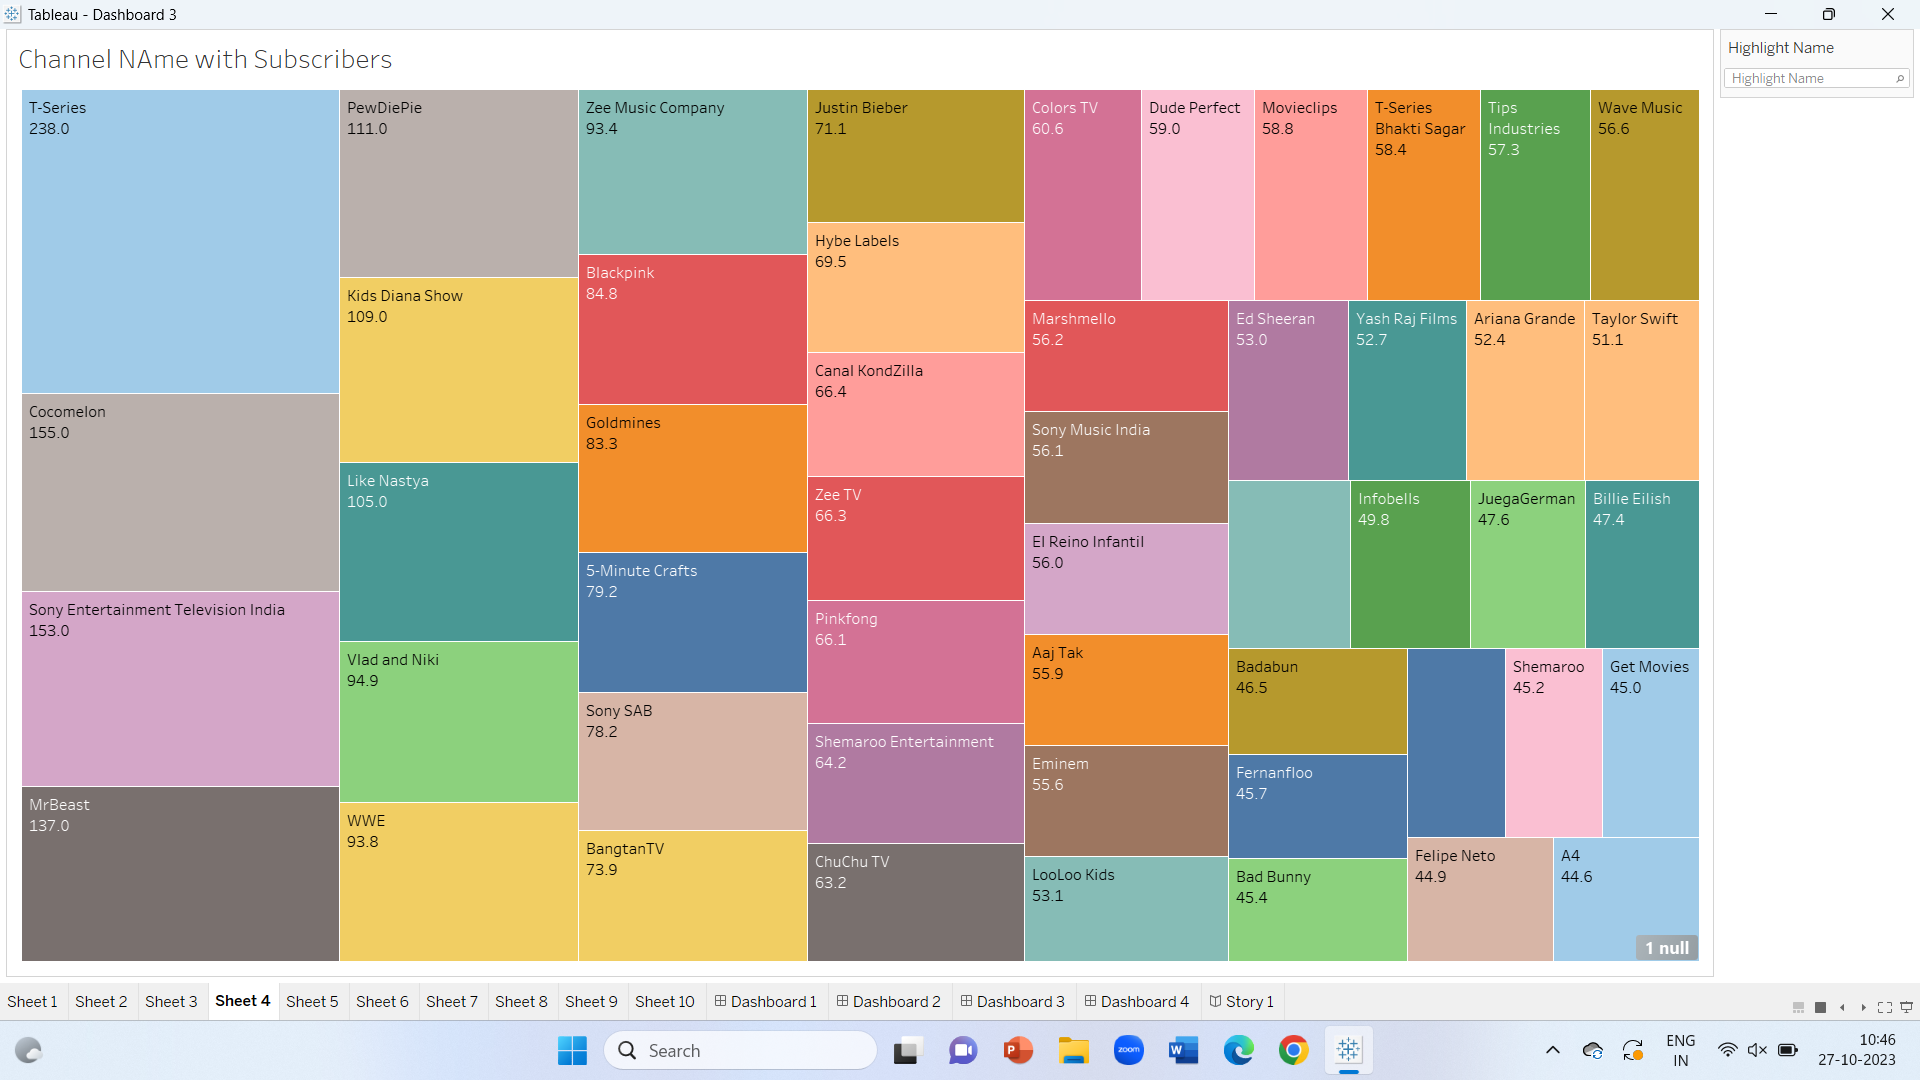 Tableau - Dashboard 3
Channel NAme with Subscribers
T-Series
238.0
Cocomelon
155.0
Sony Entertainment Television India
153.0
MrBeast
137.0
PewDiePie
111.0
Kids Diana Show
109.0
Like Nastya
105.0
Vlad and Niki
94.9
WWE
93.8
Zee Music Company
93.4
Blackpink
84.8
Goldmines
83.3
5-Minute Crafts
79.2
Sony SAB
78.2
BangtanTV
73.9
Justin Bieber
71.1
Hybe Labels
69.5
Canal KondZilla
66.4
Zee TV
66.3
Pinkfong
66.1
Shemaroo Entertainment
64.2
ChuChu TV
63.2
Colors TV
60.6
Dude Perfect
59.0
Movieclips
58.8
T-Series
Bhakti Sagar
58.4
Tips
Industries
57.3
Wave Music
56.6
Marshmello
56.2
Sony Music India
56.1
El Reino Infantil
56.0
Aaj Tak
55.9
Eminem
55.6
LooLoo Kids
53.1
Ed Sheeran
53.0
Yash Raj Films
52.7
Ariana Grande
52.4
Taylor Swift
51.1
Infobells
49.8
JuegaGerman
47.6
Billie Eilish
47.4
Badabun
46.5
Fernanfloo
45.7
Bad Bunny
45.4
Shemaroo
45.2
Get Movies
45.0
Felipe Neto
44.9
A4
44.6
1 null
Highlight Name
Highlight Name
Sheet 1
Sheet 2
Sheet 3
Sheet 4
Sheet 5
Sheet 6
Sheet 7
Sheet 8
Sheet 9
Sheet 10
Dashboard 1
Dashboard 2
Dashboard 3
Dashboard 4
Story 1
Search
P
zoom
W
ENG
IN
10:46
27-10-2023